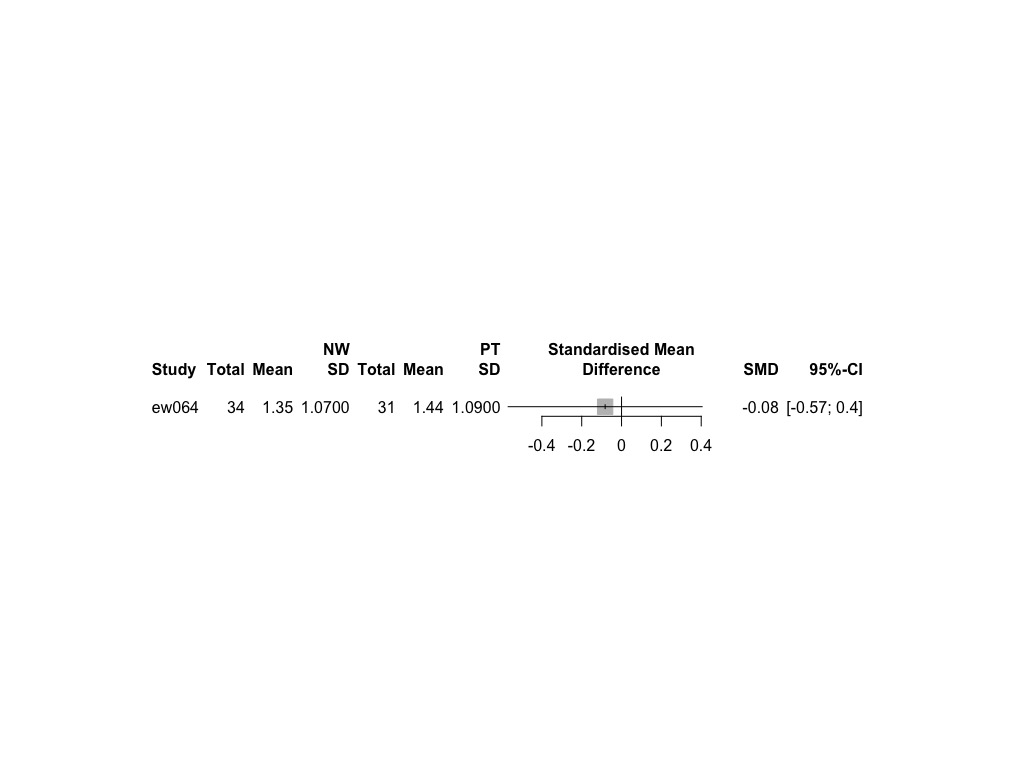 NW PT Standardised Mean
Study Total Mean SD Total Mean SD Difference SMD 95%-CI
ew064 34 1.35 1.0700 31 1.44 1.0900 -0.08 [-0.57; 0.4]
-0.4 -0.2 0 0.2 0.4